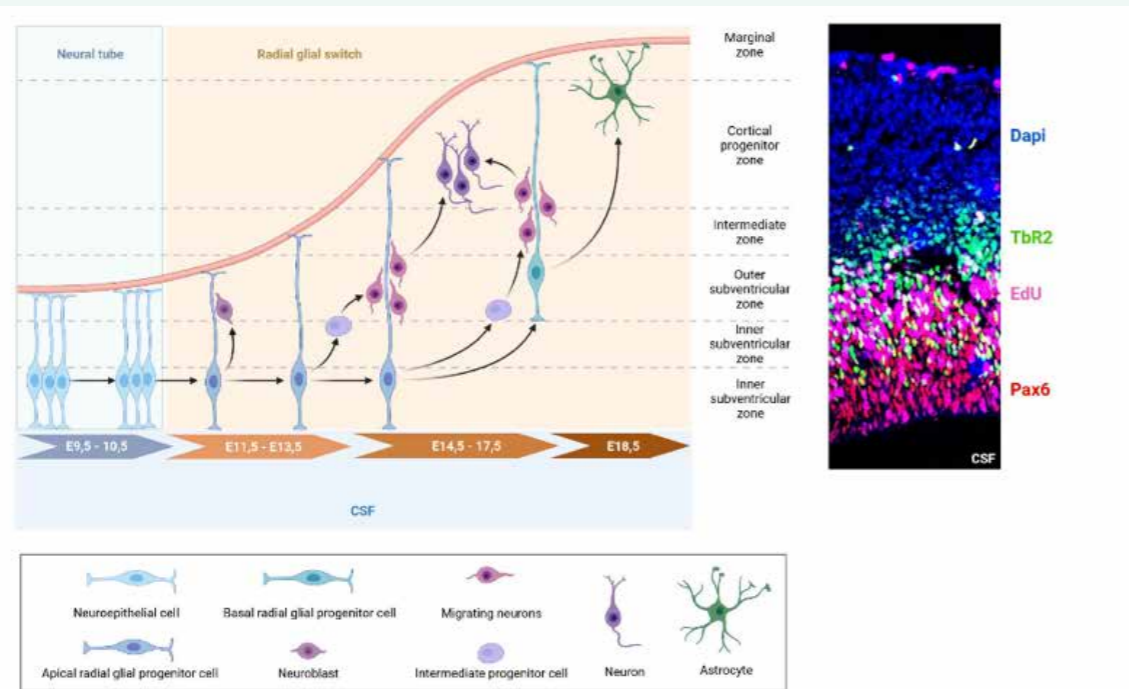 Neural tube
Radial glial switch
Marginal
zone
Cortical
progenitor
zone
Intermediate
zone
Outer
subventricular
zone
Inner
subventricular
zone
Inner
subventricular
zone
E9,5 - 10,5
E11,5 - E13,5
E14,5 - 17,5
E18,5
CSF
Dapi
TbR2
EdU
Pax6
CSF
Neuroepithelial cell
Basal radial glial progenitor cell
Migrating neurons
Apical radial glial progenitor cell
Neuroblast
Intermediate progenitor cell
Neuron
Astrocyte